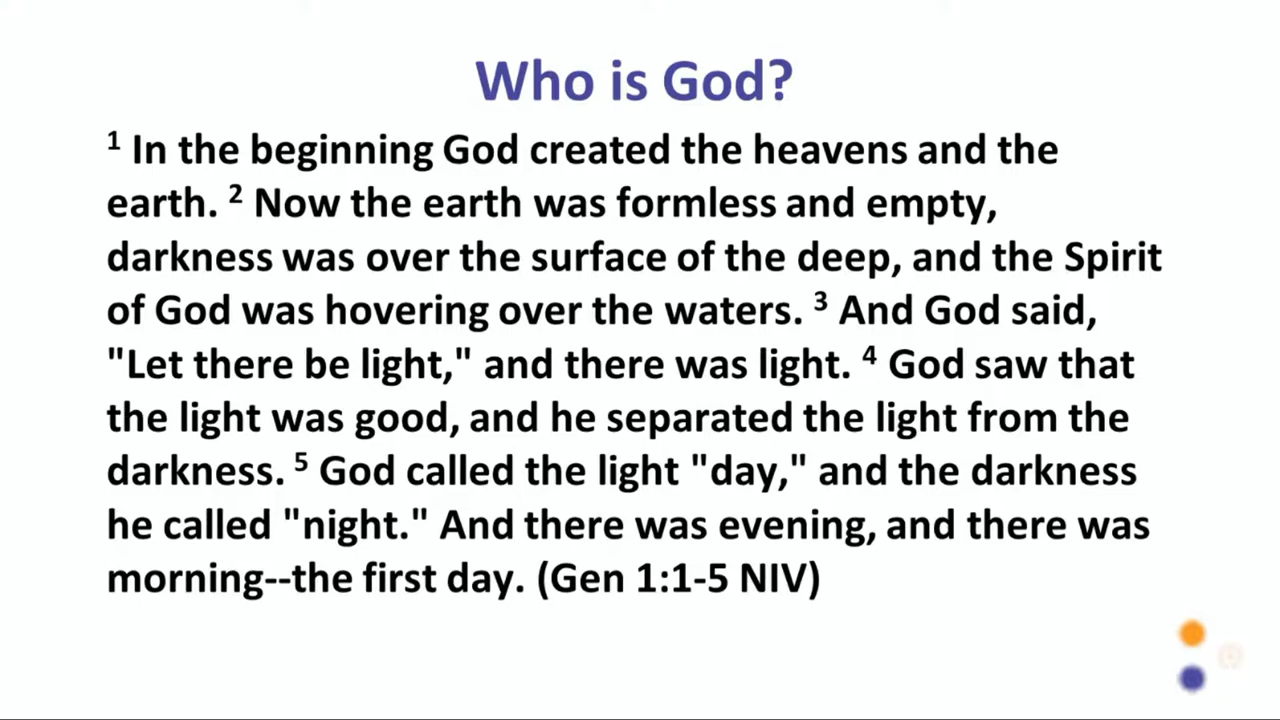 Who is God?
¹ In the beginning God created the heavens and the
earth. ² Now the earth was formless and empty,
darkness was over the surface of the deep, and the Spirit
of God was hovering over the waters. ³ And God said,
"Let there be light," and there was light. ⁴ God saw that
the light was good, and he separated the light from the
darkness. ⁵ God called the light "day," and the darkness
he called "night." And there was evening, and there was
morning--the first day. (Gen 1:1-5 NIV)